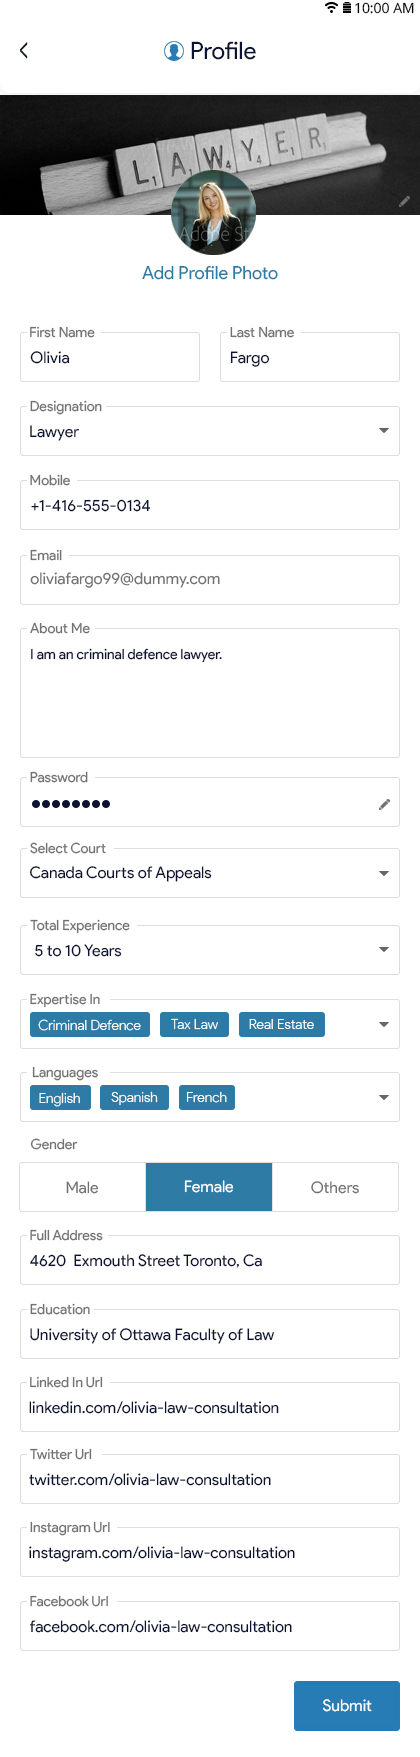 10:00 AM
Profile
LAWYER
Adobe St
Add Profile Photo
First Name
Last Name
Olivia
Fargo
Designation
Lawyer
Mobile
+1-416-555-0134
Email
oliviafargo99@dummy.com
About Me
I am an criminal defence lawyer.
Password
Select Court
Canada Courts of Appeals
Total Experience
5 to 10 Years
Expertise In
Criminal Defence Tax Law Real Estate
Languages
English Spanish French
Gender
Male Female Others
Full Address
4620 Exmouth Street Toronto, Ca
Education
University of Ottawa Faculty of Law
Linked In Url
linkedin.com/olivia-law-consultation
Twitter Url
twitter.com/olivia-law-consultation
Instagram Url
instagram.com/olivia-law-consultation
Facebook Url
facebook.com/olivia-law-consultation
Submit